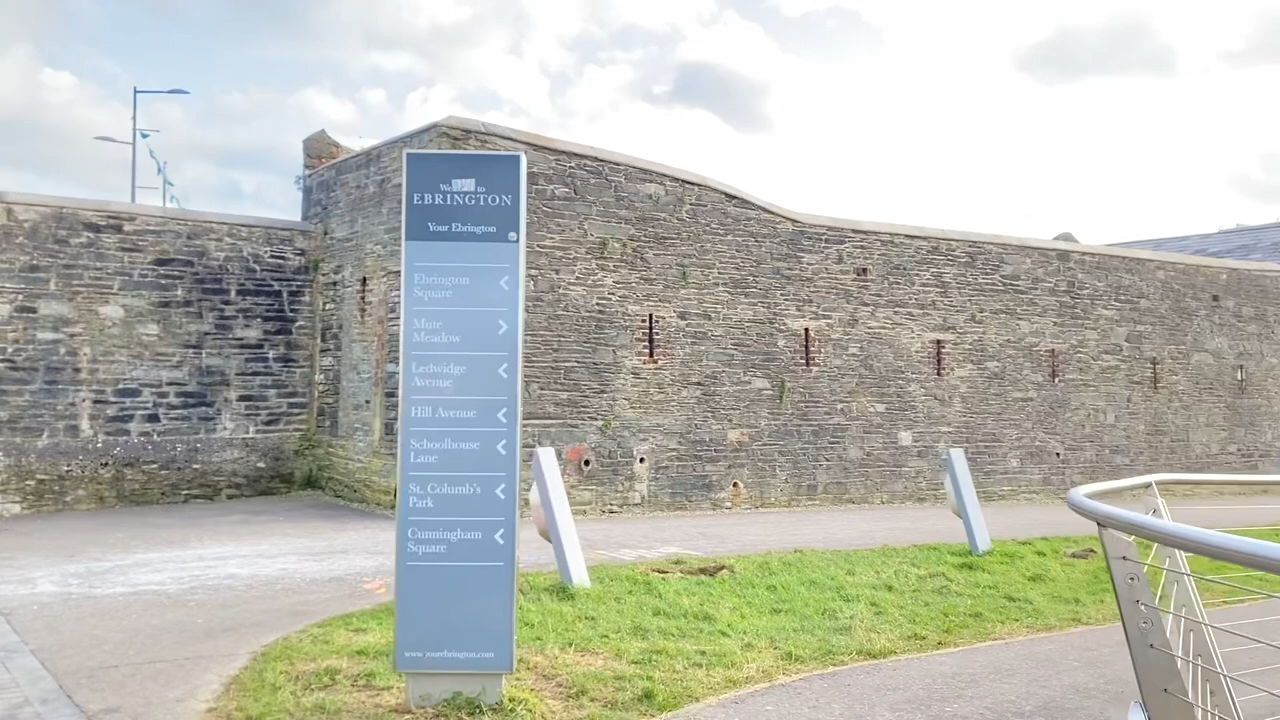 to
EBRINGTON
Your Ebrington
Ebrington
Square
Mute
Meadow
Ledwidge
Avenue
Hill Avenue
Schoolhouse
Lane
St. Columb's
Park
Cunningham
Square
www.yourebrington.com